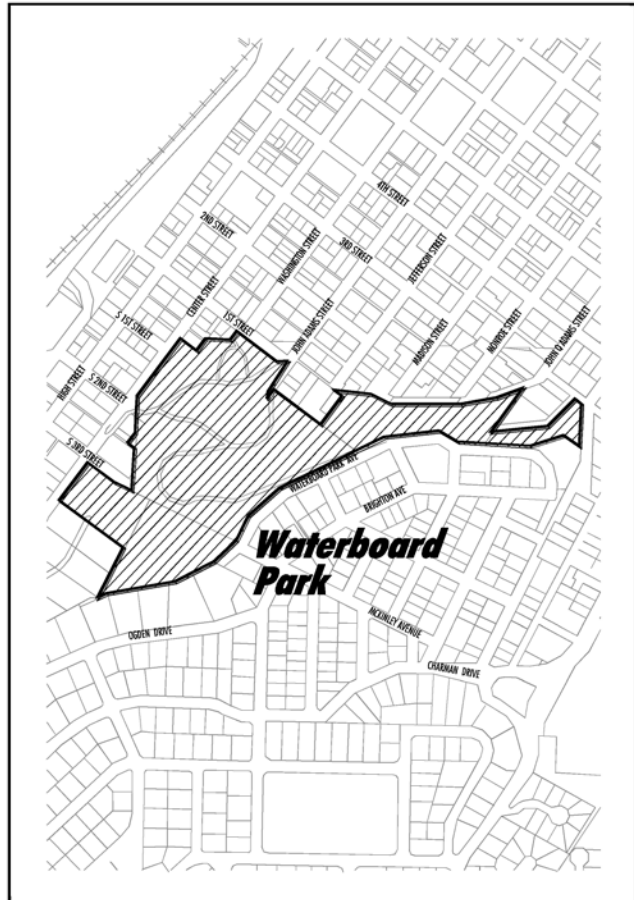 4TH STREET
2ND STREET
3RD STREET
WASHINGTON STREET
JEFFERSON STREET
CENTER STREET
1ST STREET
S 1ST STREET
JOHN ADAMS STREET
MADISON STREET
MONROE STREET
JOHN Q ADAMS STREET
HIGH STREET
S 2ND STREET
S 3RD STREET
WATERBOARD PARK AVE
BRIGHTON AVE
Waterboard
Park
MCKINLEY AVENUE
OGDEN DRIVE
CHARMAN DRIVE